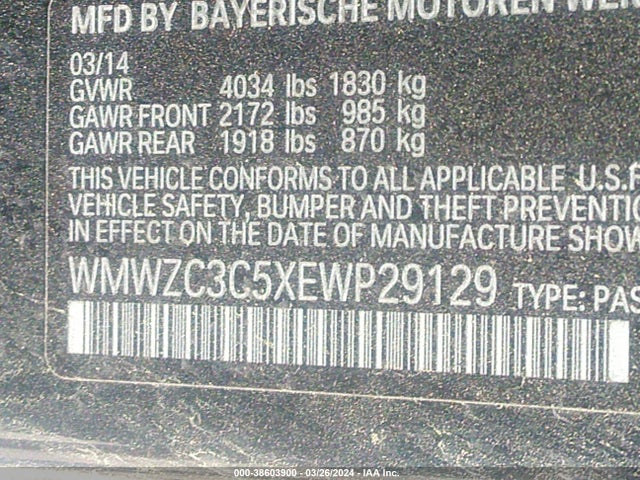 MFD BY BAYERISCHE MOTOREN
03/14
GVWR 4034 lbs 1830 kg
GAWR FRONT 2172 lbs 985 kg
GAWR REAR 1918 lbs 870 kg
THIS VEHICLE CONFORMS TO ALL APPLICABLE U.S.F
VEHICLE SAFETY, BUMPER AND THEFT PREVENTIO
IN EFFECT ON THE DATE OF MANUFACTURE SHOW
WMWZC3C5XEWP29129 TYPE: PAS
000-38603900 - 03/26/2024 - IAA Inc.